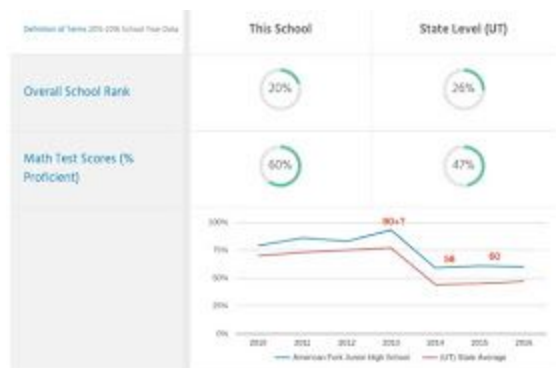 Definition of Terms 2015-2016 School Year Data
This School
State Level (UT)
Overall School Rank
20%
26%
Math Test Scores (%
Proficient)
60%
47%
100%
75%
50%
25%
0%
90+?
58
60
2010 2011 2012 2013 2014 2015 2016
American Fork Junior High School (UT) State Average